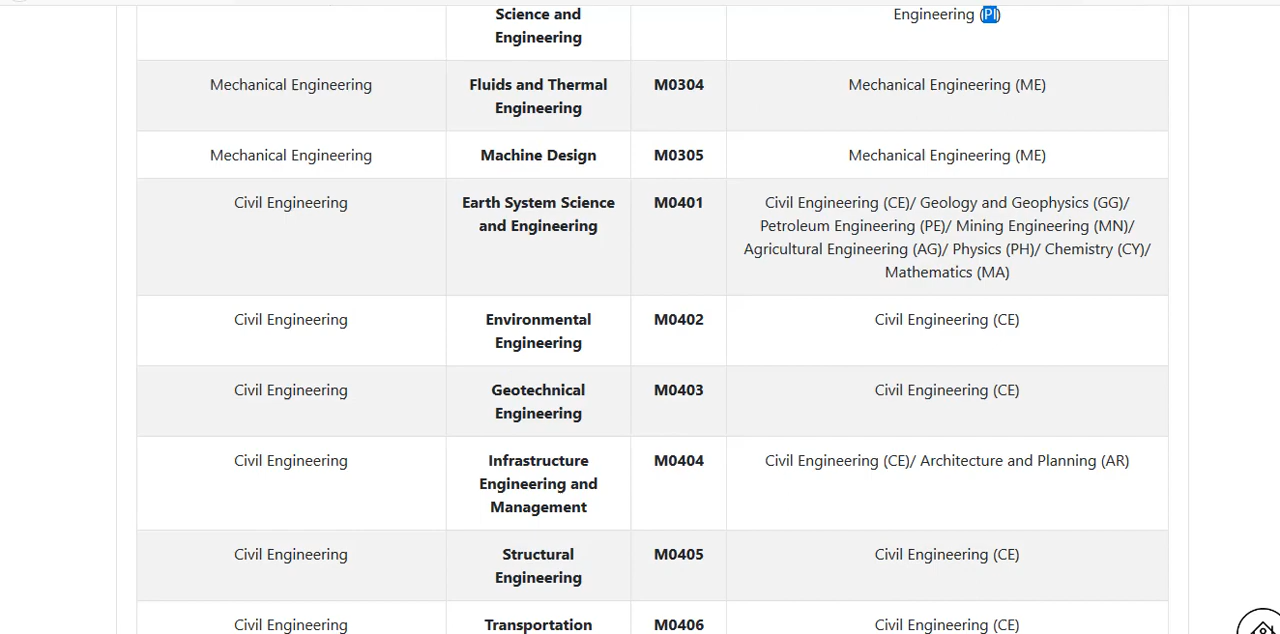 Science and
Engineering
Engineering (PI)
Mechanical Engineering
Fluids and Thermal
Engineering
M0304
Mechanical Engineering (ME)
Mechanical Engineering
Machine Design
M0305
Mechanical Engineering (ME)
Civil Engineering
Earth System Science
and Engineering
M0401
Civil Engineering (CE)/ Geology and Geophysics (GG)/
Petroleum Engineering (PE)/ Mining Engineering (MN)/
Agricultural Engineering (AG)/ Physics (PH)/ Chemistry (CY)/
Mathematics (MA)
Civil Engineering
Environmental
Engineering
M0402
Civil Engineering (CE)
Civil Engineering
Geotechnical
Engineering
M0403
Civil Engineering (CE)
Civil Engineering
Infrastructure
Engineering and
Management
M0404
Civil Engineering (CE)/ Architecture and Planning (AR)
Civil Engineering
Structural
Engineering
M0405
Civil Engineering (CE)
Civil Engineering
Transportation
M0406
Civil Engineering (CE)